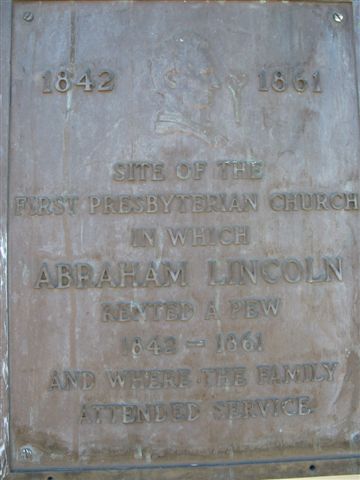 1842 1861
SITE OF THE
FIRST PRESBYTERIAN CHURCH
IN WHICH
ABRAHAM LINCOLN
RENTED A PEW
1842 - 1861
AND WHERE THE FAMILY
ATTENDED SERVICE